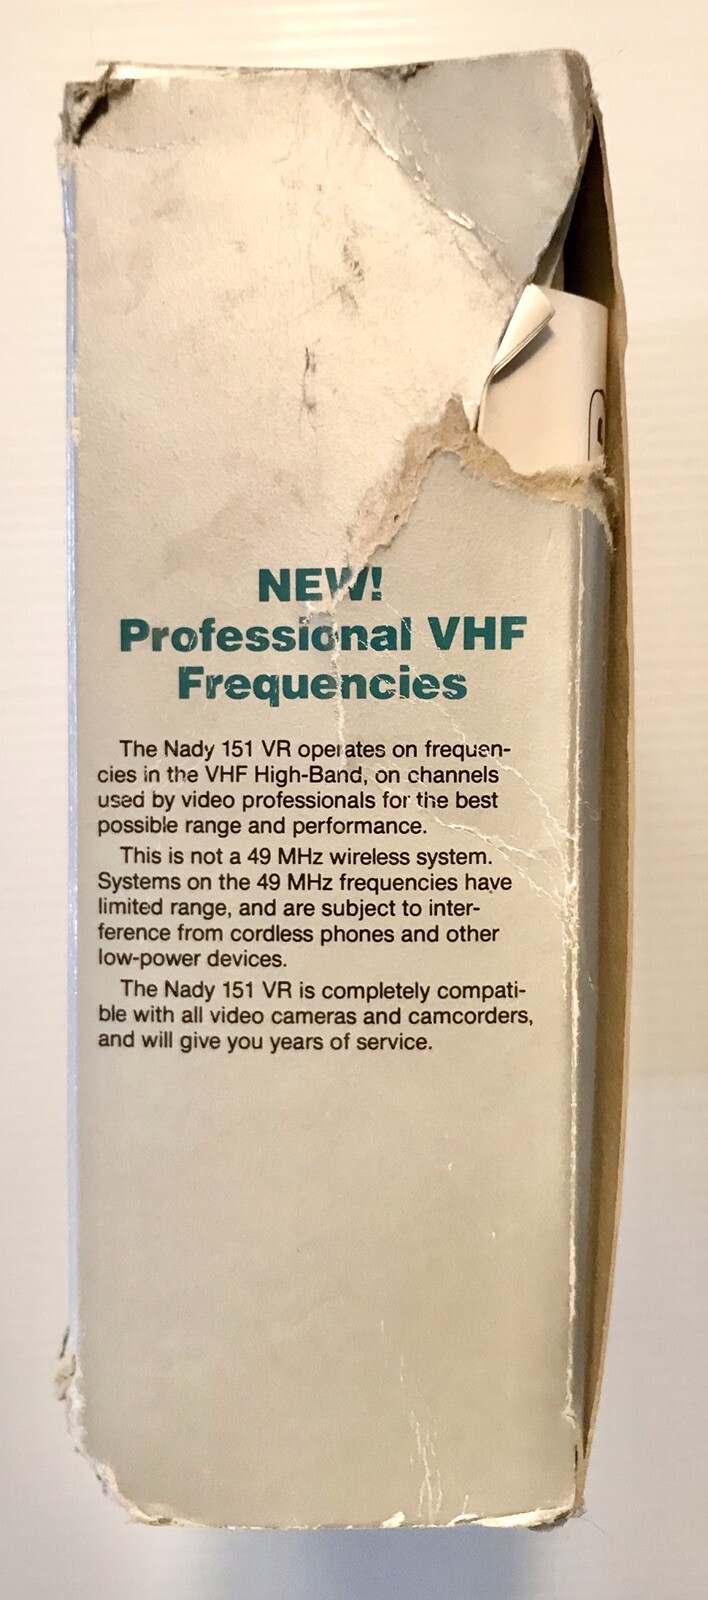 NEW!
Professional VHF
Frequencies
The Nady 151 VR operates on frequen-
cies in the VHF High-Band, on channels
used by video professionals for the best
possible range and performance.
This is not a 49 MHz wireless system.
Systems on the 49 MHz frequencies have
limited range, and are subject to inter-
ference from cordless phones and other
low-power devices.
The Nady 151 VR is completely compati-
ble with all video cameras and camcorders,
and will give you years of service.